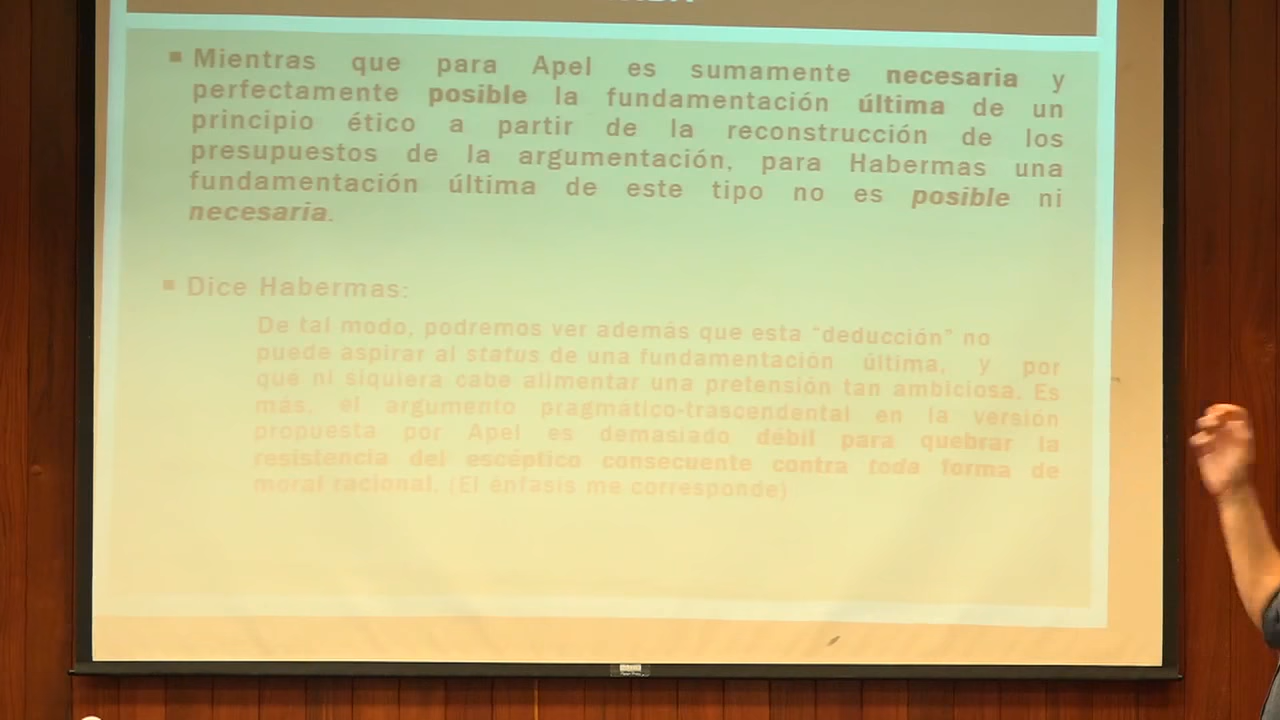 ▪ Mientras que para Apel es sumamente necesaria y
perfectamente posible la fundamentación última de un
principio ético a partir de la reconstrucción de los
presupuestos de la argumentación, para Habermas una
fundamentación última de este tipo no es posible ni
necesaria.
▪ Dice Habermas:
De tal modo, podremos ver además que esta “deducción” no
puede aspirar al status de una fundamentación última, y por
qué ni siquiera cabe alimentar una pretensión tan ambiciosa. Es
más, el argumento pragmático-trascendental en la versión
propuesta por Apel es demasiado débil para quebrar la
resistencia del escéptico consecuente contra toda forma de
moral racional. (El énfasis me corresponde)